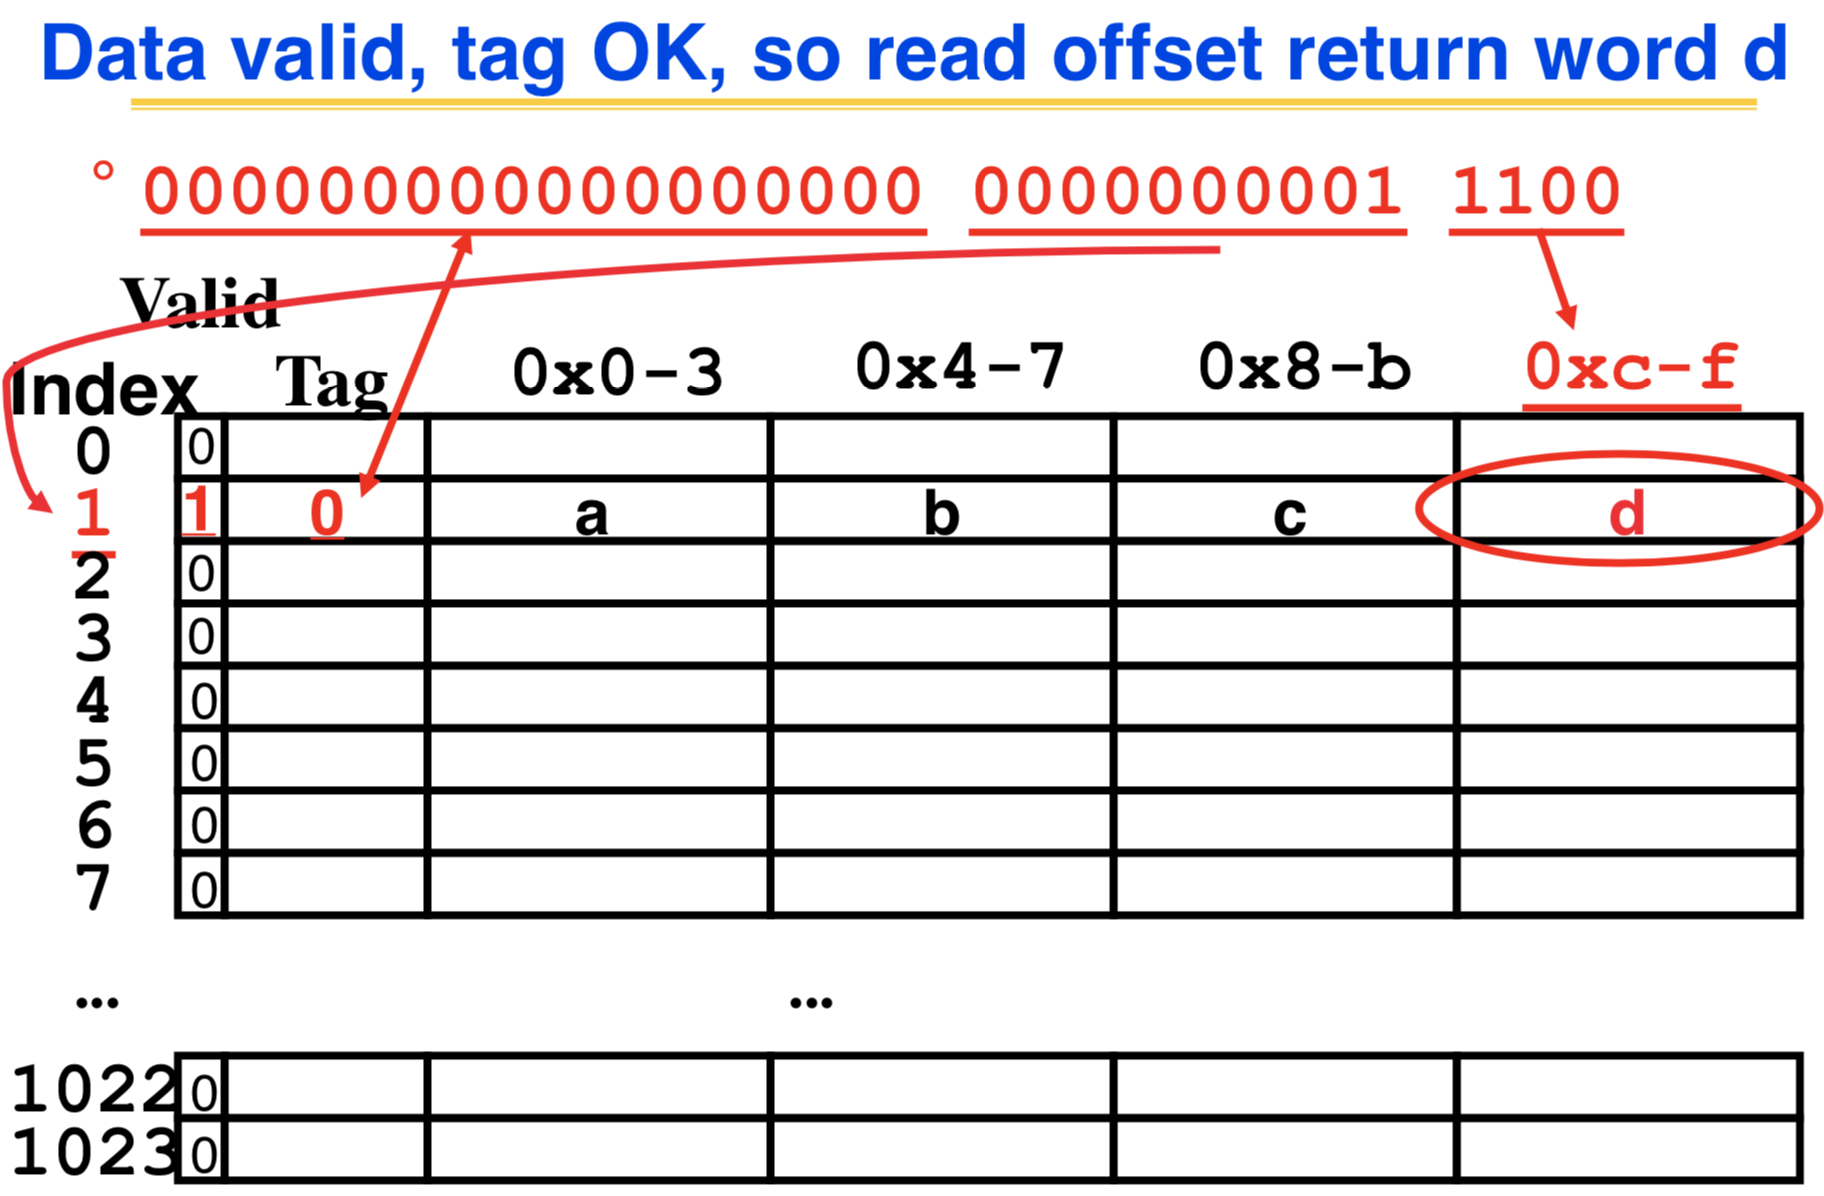 Data valid, tag OK, so read offset return word d
° 000000000000000000 0000000001 1100
Valid
Index Tag 0x0-3 0x4-7 0x8-b 0xc-f
0 0
1 1 0 a b c d
2 0
3 0
4 0
5 0
6 0
7 0
... ...
1022 0
1023 0